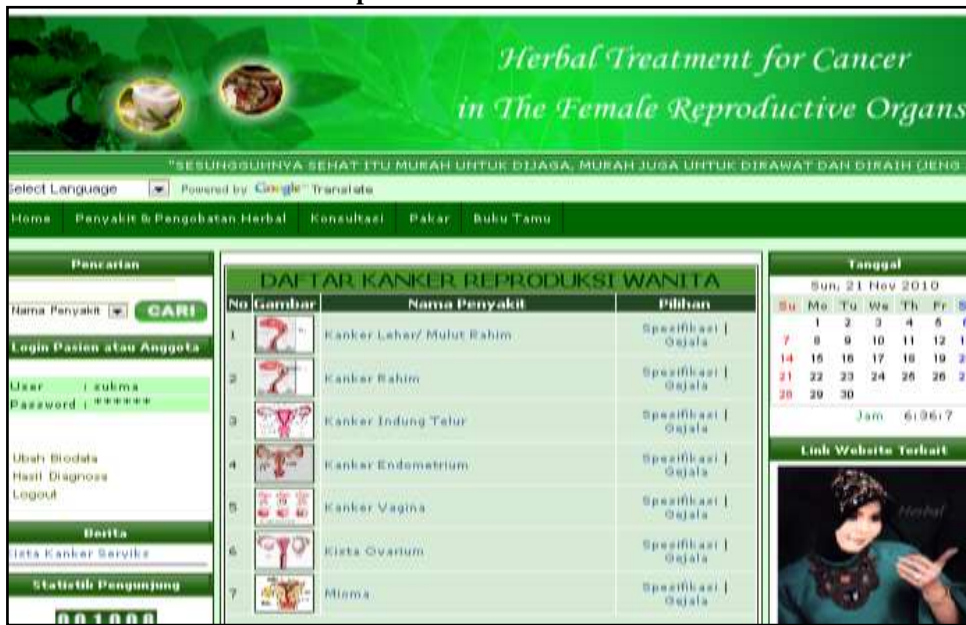 Herbal Treatment for Cancer
in The Female Reproductive Organs
"SESUNGGUHNYA SEHAT ITU MURAH UNTUK DIJAGA, MURAH JUGA UNTUK DIRAWAT DAN DIRAIH (JENG
Select Language Powered by Google Translate
Home Penyakit & Pengobatan Herbal Konsultasi Pakar Buku Tamu
Pencarian
Nama Penyakit CARI
Login Pasien atau Anggota
User : sukma
Password : ******
Ubah Biodata
Hasil Diagnosa
Logout
Berita
Kista Kanker Serviks
Statistik Pengunjung
001000
DAFTAR KANKER REPRODUKSI WANITA
No Gambar Nama Penyakit Pilihan
1 Kanker Leher/ Mulut Rahim Spesifikasi | Gejala
2 Kanker Rahim Spesifikasi | Gejala
3 Kanker Indung Telur Spesifikasi | Gejala
4 Kanker Endometrium Spesifikasi | Gejala
5 Kanker Vagina Spesifikasi | Gejala
6 Kista Ovarium Spesifikasi | Gejala
7 Mioma Spesifikasi | Gejala
Tanggal
Sun, 21 Nov 2010
Su Mo Tu We Th Fr S
1 2 3 4 5 6
7 8 9 10 11 12 1
14 15 16 17 18 19 2
21 22 23 24 25 26 2
28 29 30
Jam 6:36:7
Link Website Terkait
Herbal